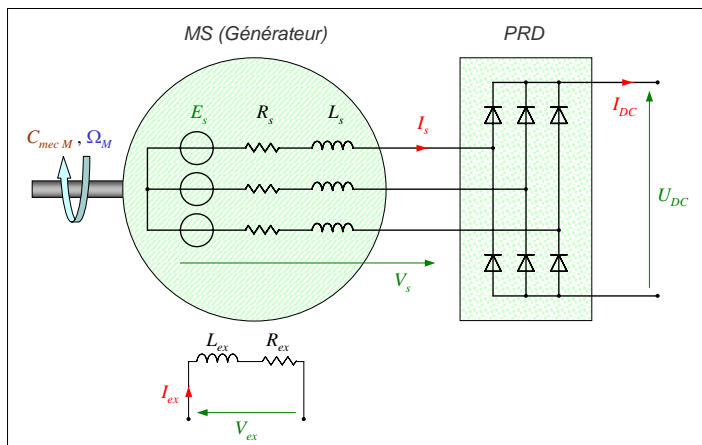 MS (Générateur)
PRD
E_s
R_s
L_s
I_s
I_DC
C_mec M , Ω_M
U_DC
V_s
L_ex
R_ex
I_ex
V_ex